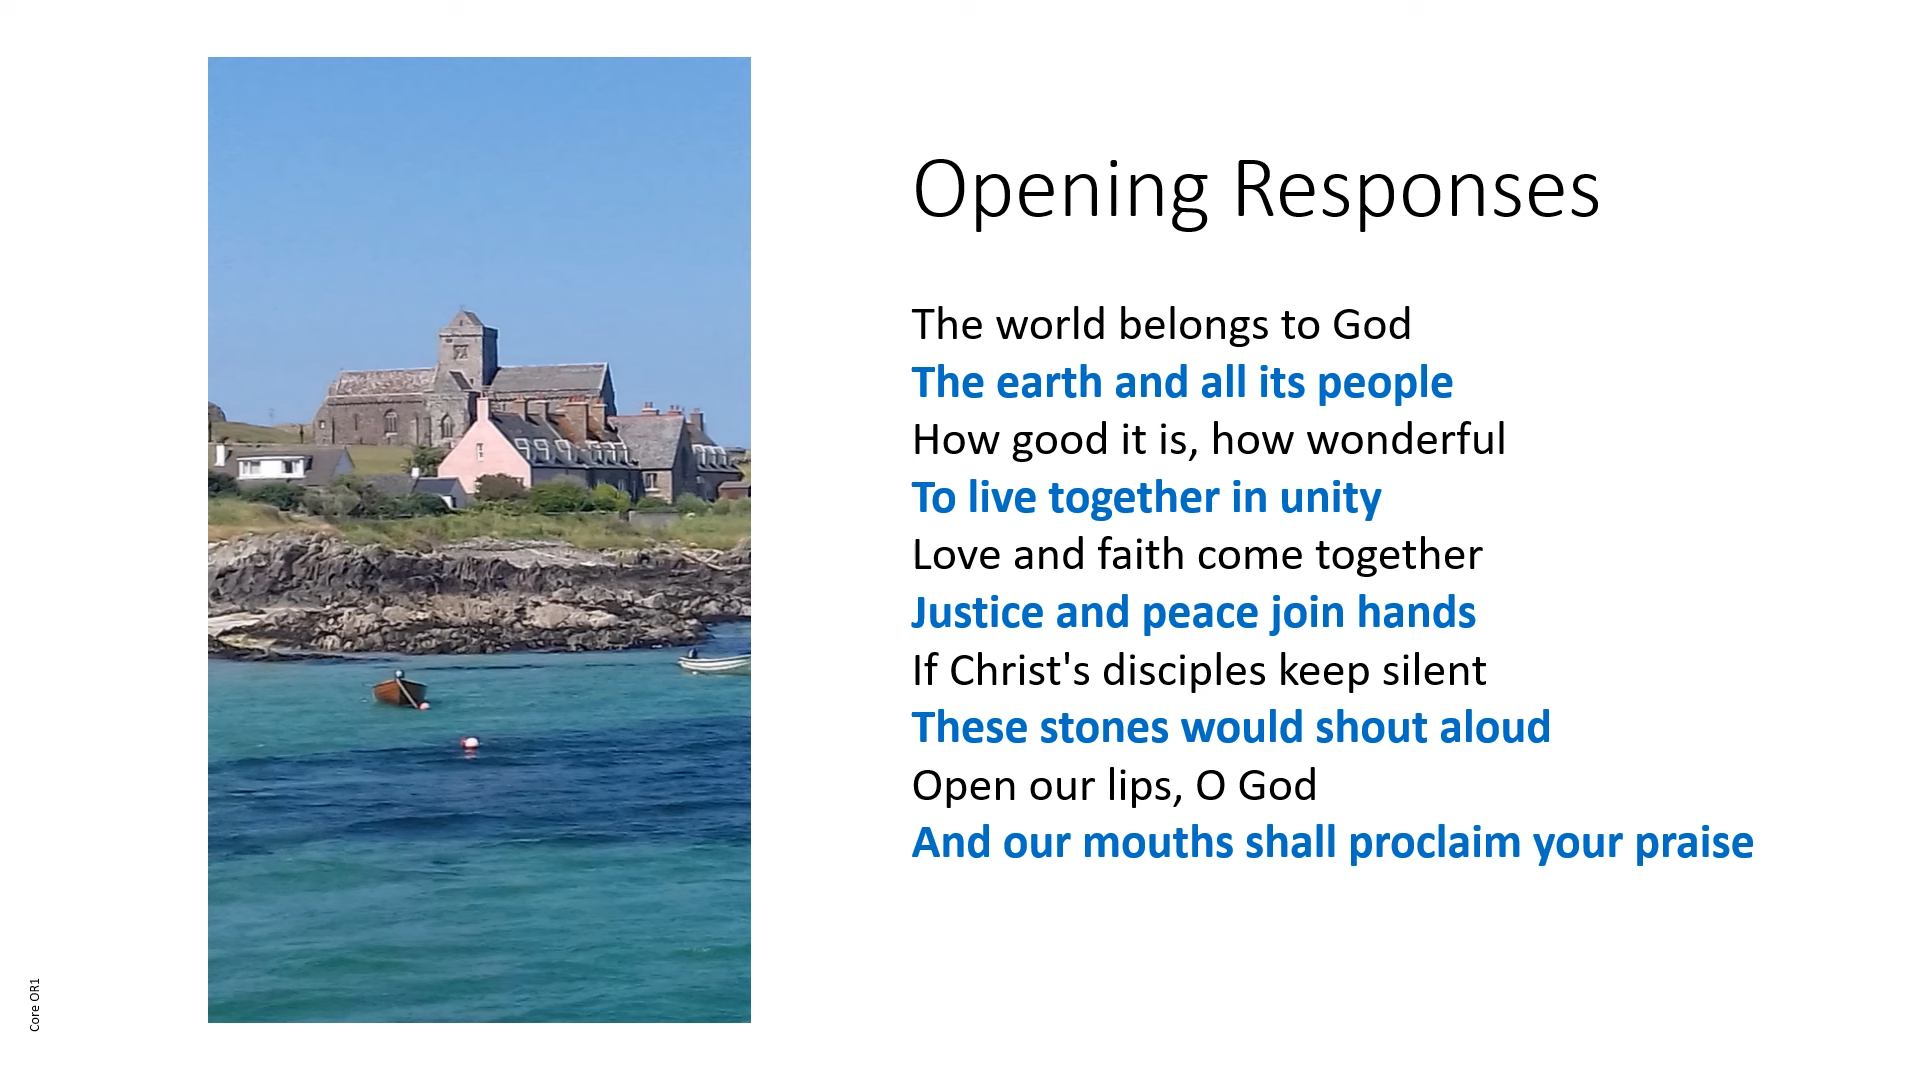 Opening Responses
The world belongs to God
The earth and all its people
How good it is, how wonderful
To live together in unity
Love and faith come together
Justice and peace join hands
If Christ's disciples keep silent
These stones would shout aloud
Open our lips, O God
And our mouths shall proclaim your praise
Core OR1